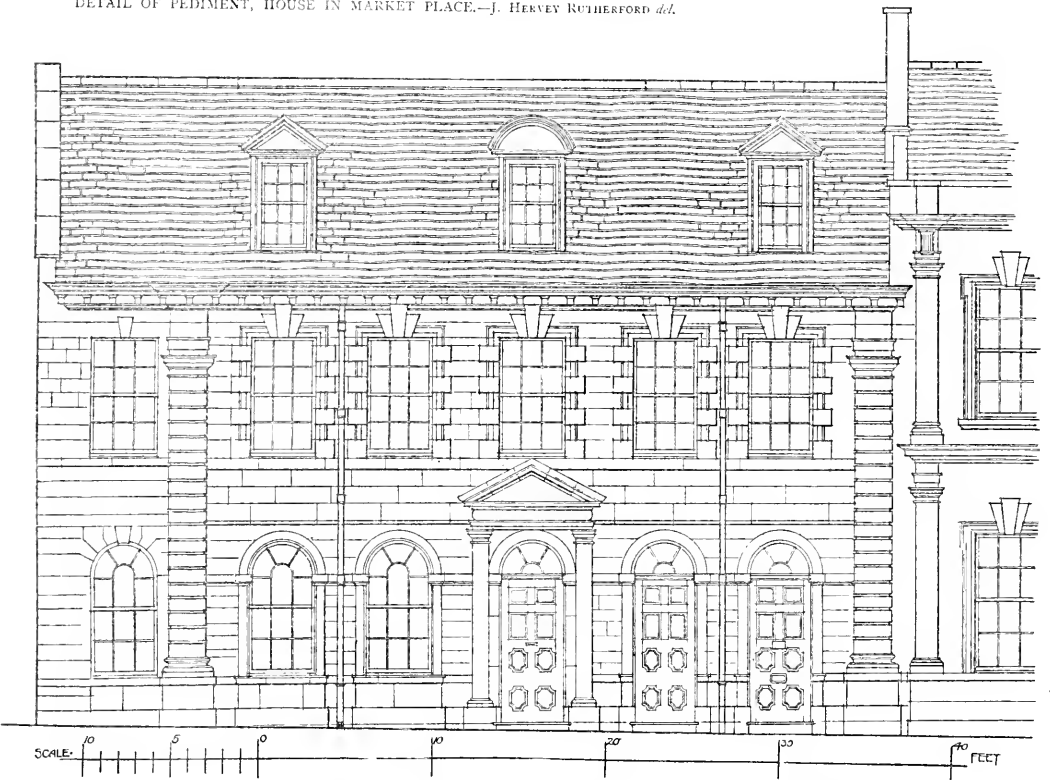 DETAIL OF PEDIMENT, HOUSE IN MARKET PLACE.—J. HERVEY RUTHERFORD del.
SCALE. 10 5 0 10 20 30 40 FEET